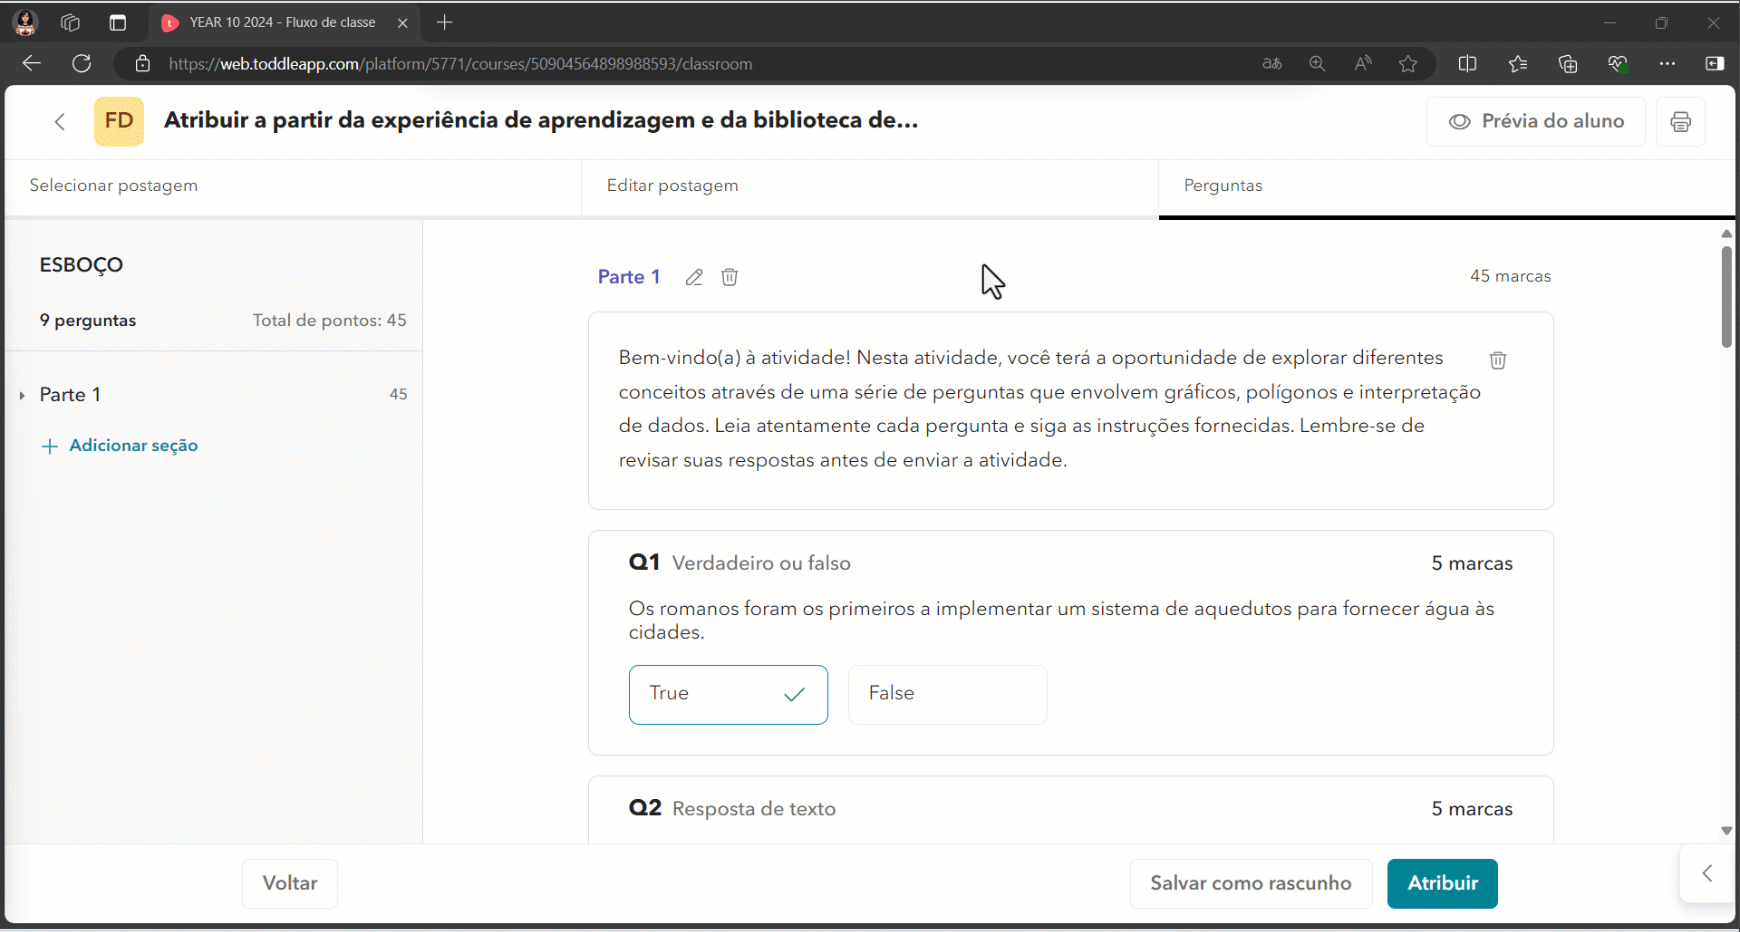 YEAR 10 2024 - Fluxo de classe
https://web.toddleapp.com/platform/5771/courses/50904564898988593/classroom
FD
Atribuir a partir da experiência de aprendizagem e da biblioteca de...
Prévia do aluno
Selecionar postagem
Editar postagem
Perguntas
ESBOÇO
9 perguntas
Total de pontos: 45
Parte 1
45
Adicionar seção
Parte 1
45 marcas
Bem-vindo(a) à atividade! Nesta atividade, você terá a oportunidade de explorar diferentes
conceitos através de uma série de perguntas que envolvem gráficos, polígonos e interpretação
de dados. Leia atentamente cada pergunta e siga as instruções fornecidas. Lembre-se de
revisar suas respostas antes de enviar a atividade.
Q1 Verdadeiro ou falso
5 marcas
Os romanos foram os primeiros a implementar um sistema de aquedutos para fornecer água às
cidades.
True
False
Q2 Resposta de texto
5 marcas
Voltar
Salvar como rascunho
Atribuir